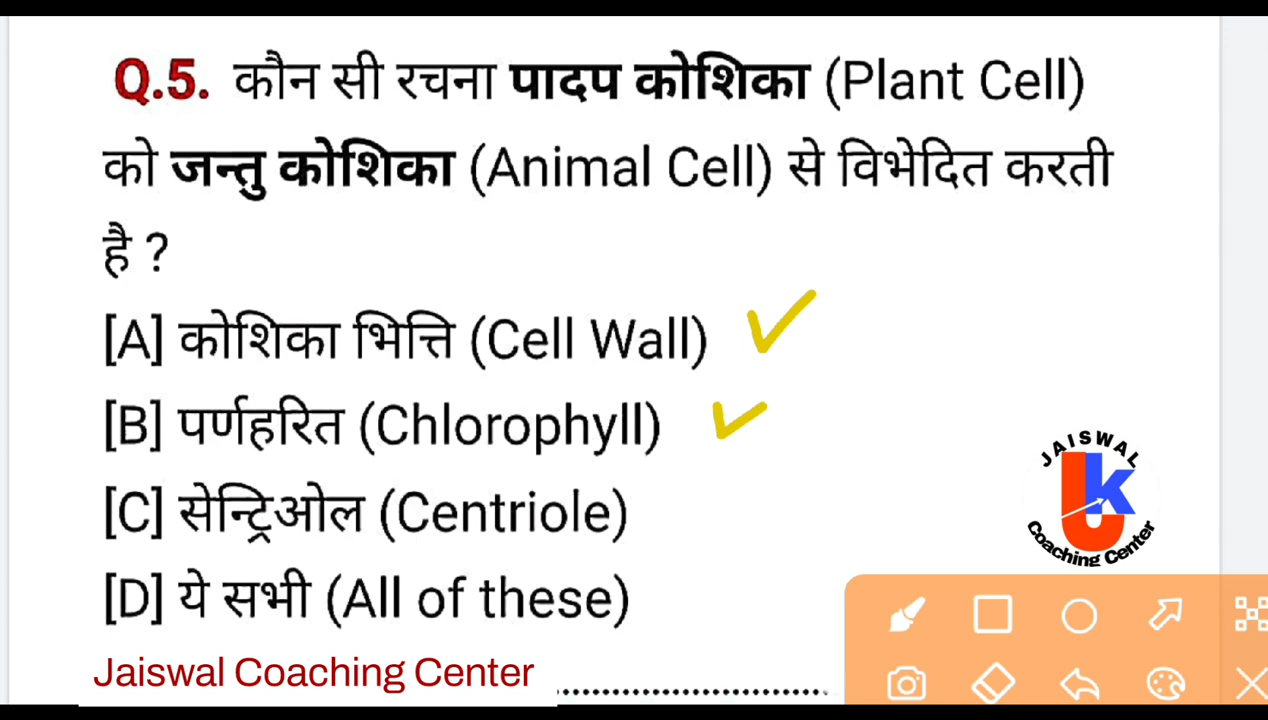 Q.5. कौन सी रचना पादप कोशिका (Plant Cell)
को जन्तु कोशिका (Animal Cell) से विभेदित करती
है ?
[A] कोशिका भित्ति (Cell Wall)
[B] पर्णहरित (Chlorophyll)
[C] सेन्ट्रिओल (Centriole)
[D] ये सभी (All of these)
JAISWAL
Jk
Coaching Center
Jaiswal Coaching Center